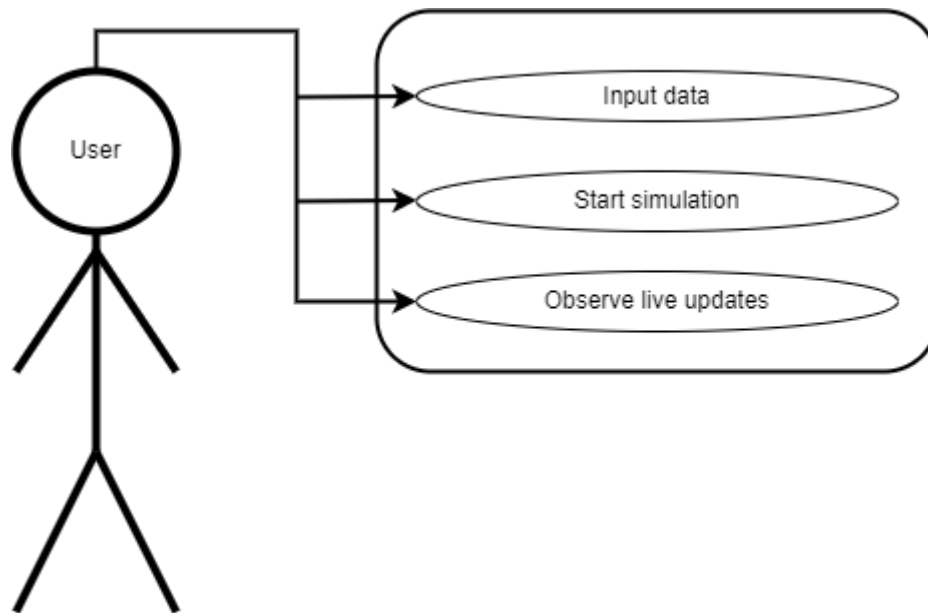 User
Input data
Start simulation
Observe live updates